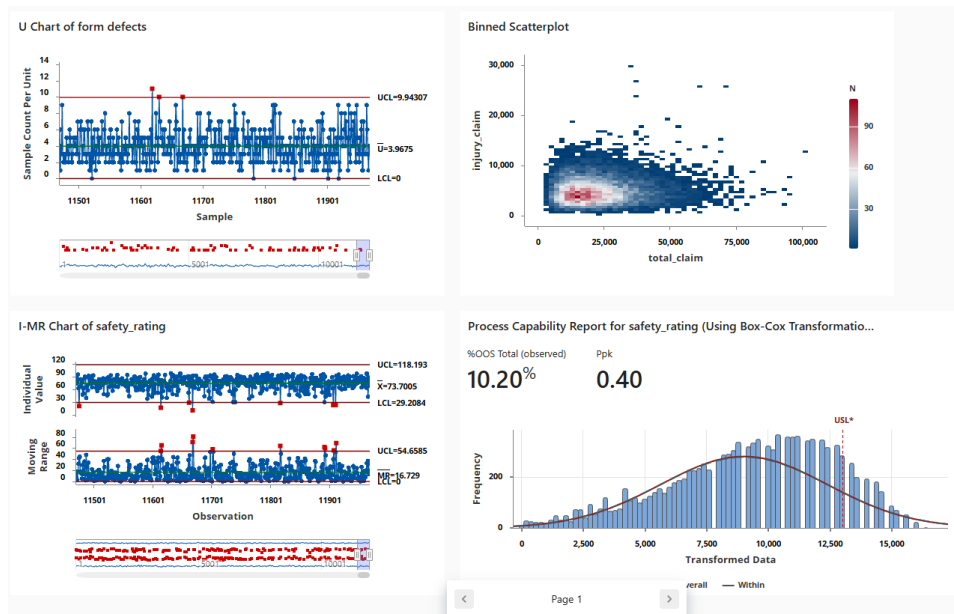 U Chart of form defects
Sample Count Per Unit
14
12
10
8
6
4
2
0
UCL=9.94307
U=3.9675
LCL=0
11501
11601
11701
11801
11901
Sample
1
5001
10001
Binned Scatterplot
injury_claim
30,000
20,000
10,000
0
0
25,000
50,000
75,000
100,000
total_claim
N
90
60
30
I-MR Chart of safety_rating
Individual
Value
120
90
60
30
0
UCL=118.193
X=73.7005
LCL=29.2084
Moving
Range
80
60
40
20
0
UCL=54.6585
MR=16.729
LCL=0
11501
11601
11701
11801
11901
Observation
1
5001
10001
Process Capability Report for safety_rating (Using Box-Cox Transformatio...
%OOS Total (observed)
10.20%
Ppk
0.40
USL*
Frequency
200
0
0
2,500
5,000
7,500
10,000
12,500
15,000
Transformed Data
verall
Within
Page 1